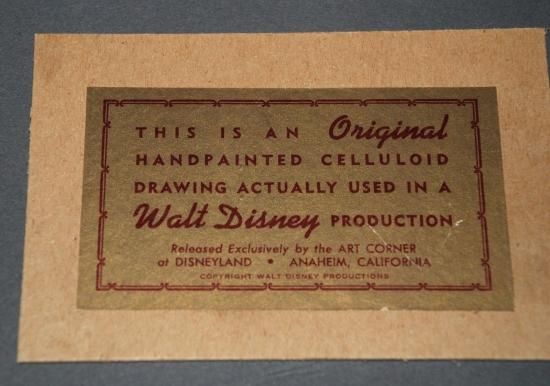 THIS IS AN Original
HANDPAINTED CELLULOID
DRAWING ACTUALLY USED IN A
Walt Disney PRODUCTION
Released Exclusively by the ART CORNER
at DISNEYLAND • ANAHEIM, CALIFORNIA
COPYRIGHT WALT DISNEY PRODUCTIONS